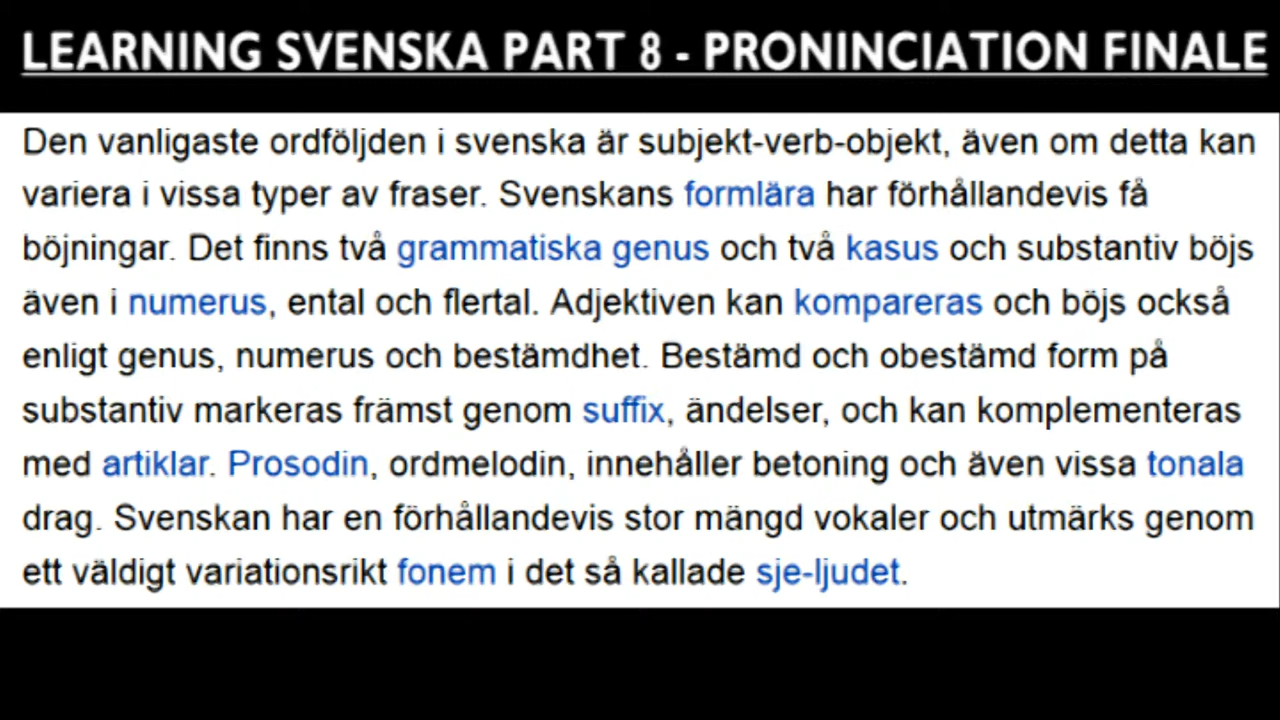 LEARNING SVENSKA PART 8 - PRONINCIATION FINALE
Den vanligaste ordföljden i svenska är subjekt-verb-objekt, även om detta kan
variera i vissa typer av fraser. Svenskans formlära har förhållandevis få
böjningar. Det finns två grammatiska genus och två kasus och substantiv böjs
även i numerus, ental och flertal. Adjektiven kan kompareras och böjs också
enligt genus, numerus och bestämdhet. Bestämd och obestämd form på
substantiv markeras främst genom suffix, ändelser, och kan komplementeras
med artiklar. Prosodin, ordmelodin, innehåller betoning och även vissa tonala
drag. Svenskan har en förhållandevis stor mängd vokaler och utmärks genom
ett väldigt variationsrikt fonem i det så kallade sje-ljudet.